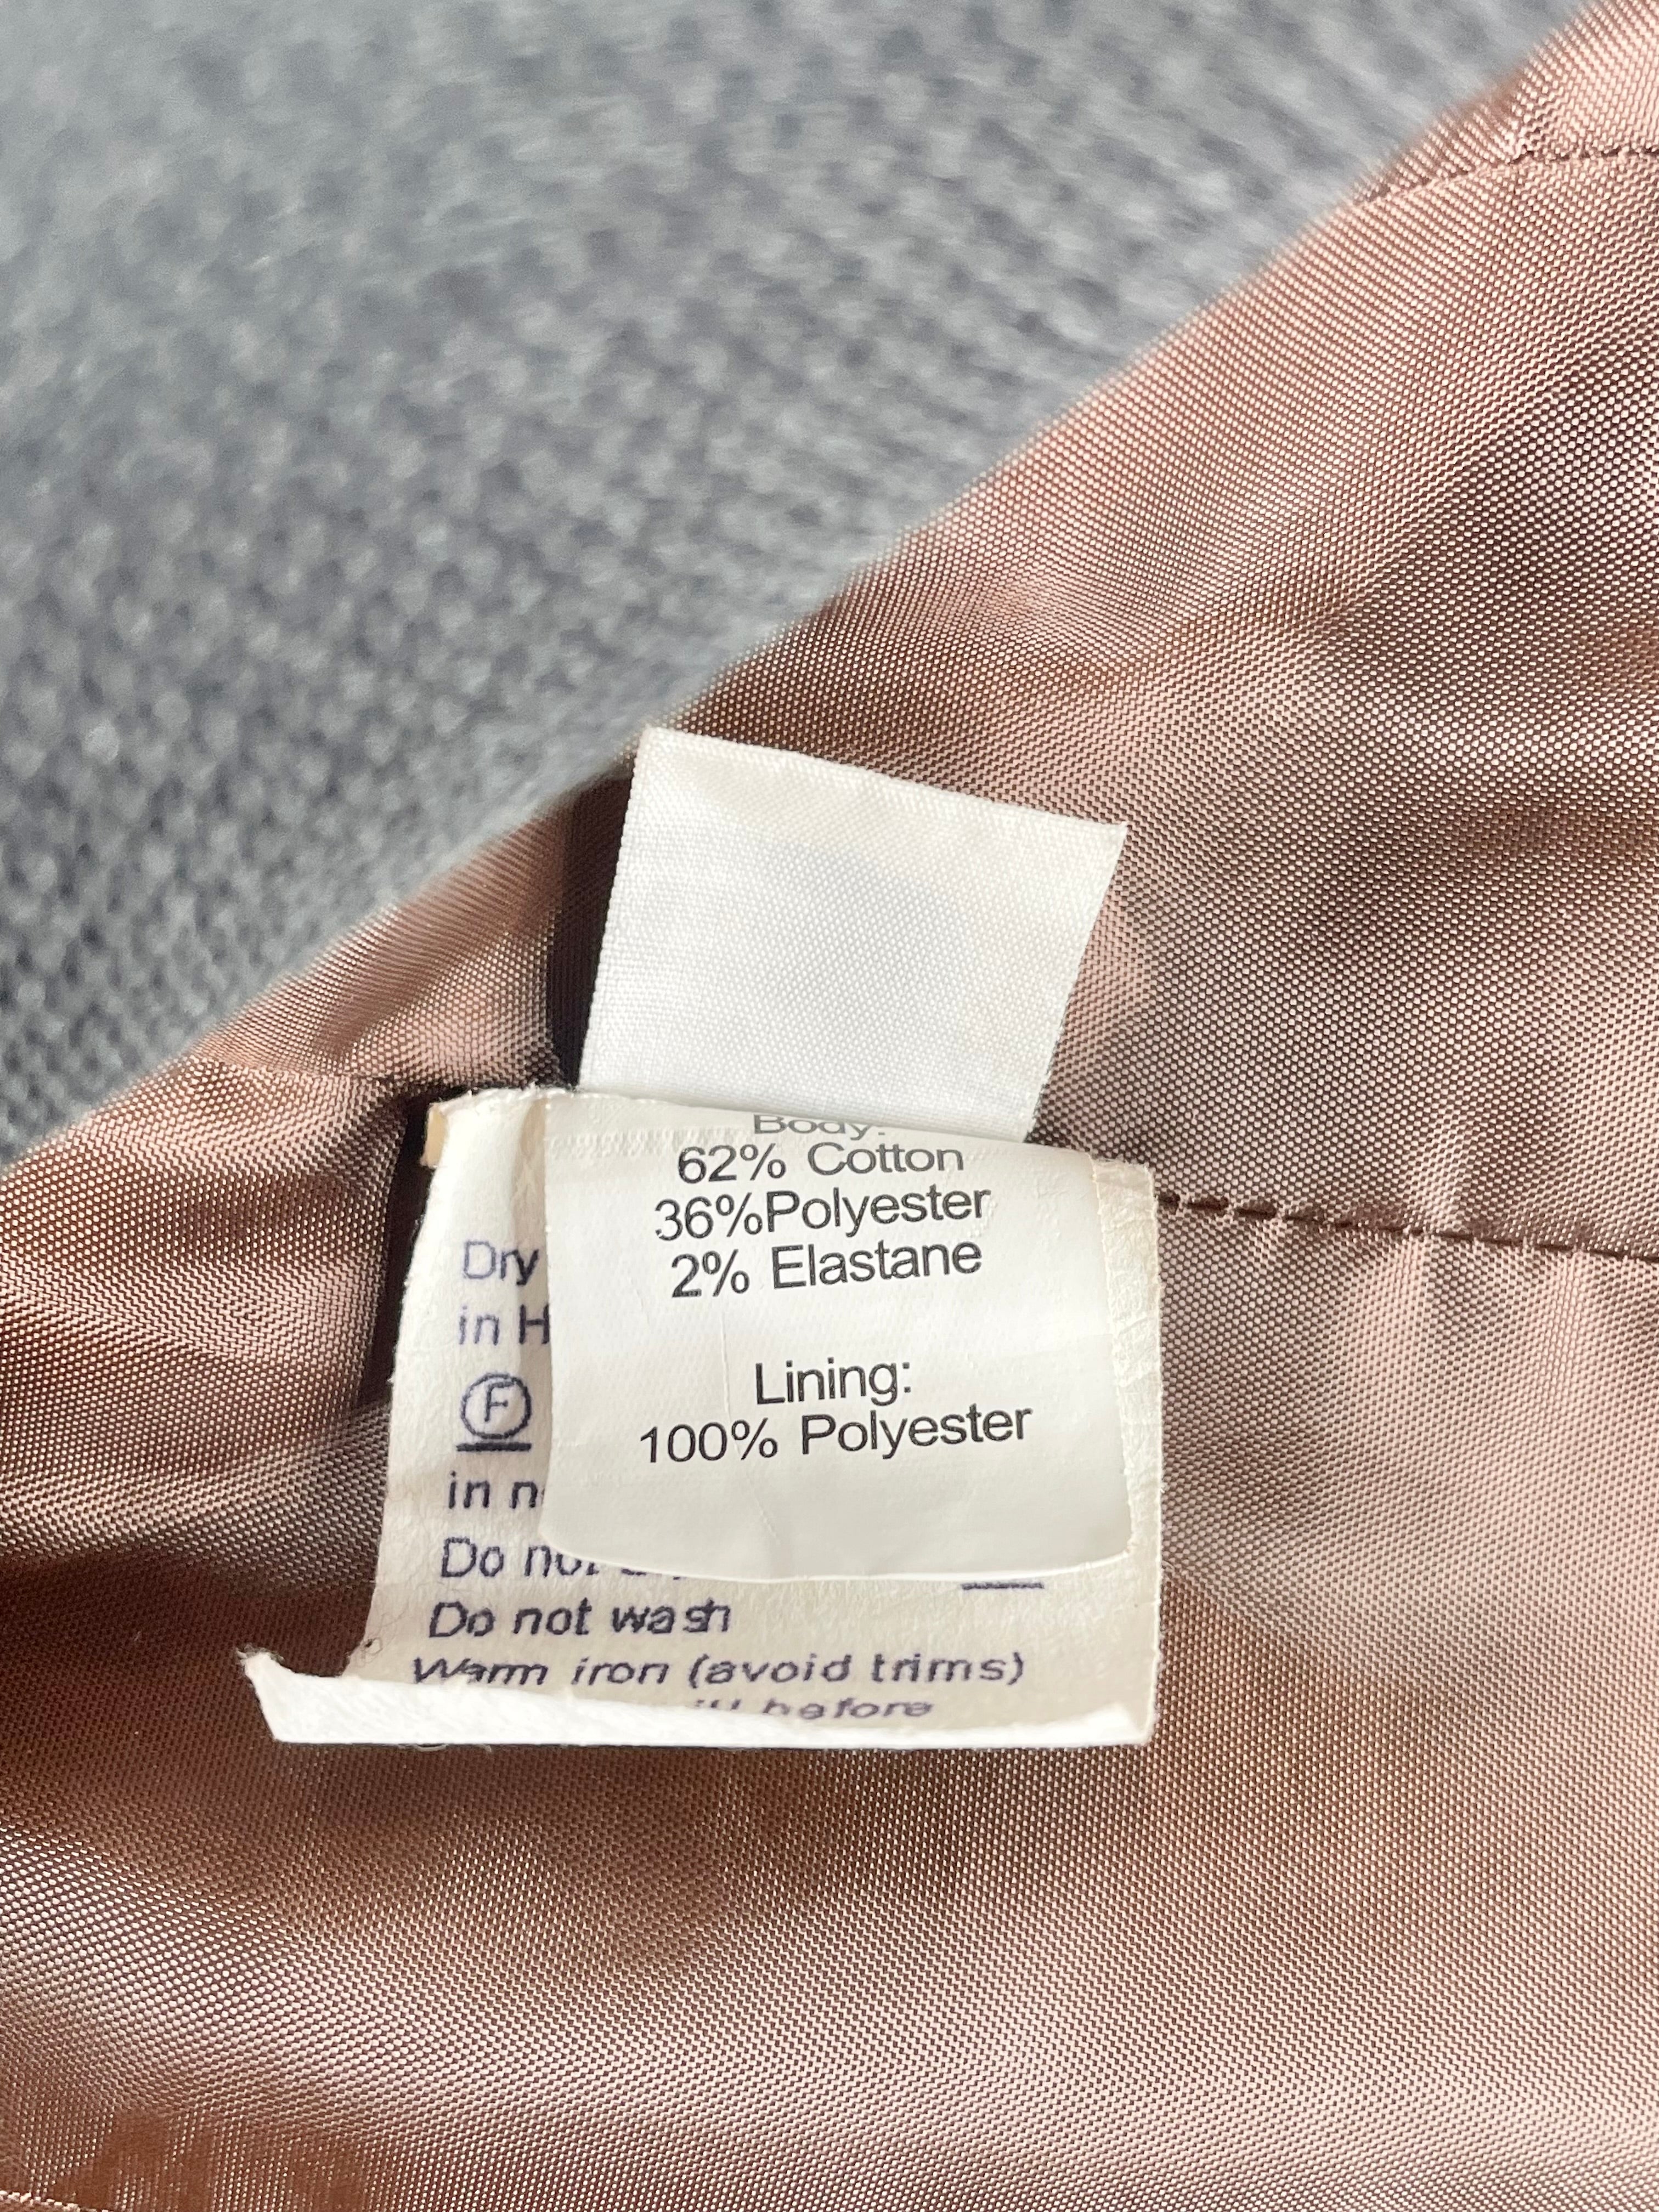 Body:
62% Cotton
36%Polyester
2% Elastane
Lining:
100% Polyester
Dry
in H
F
in n
Do not
Do not wash
Warm iron (avoid trims)
before